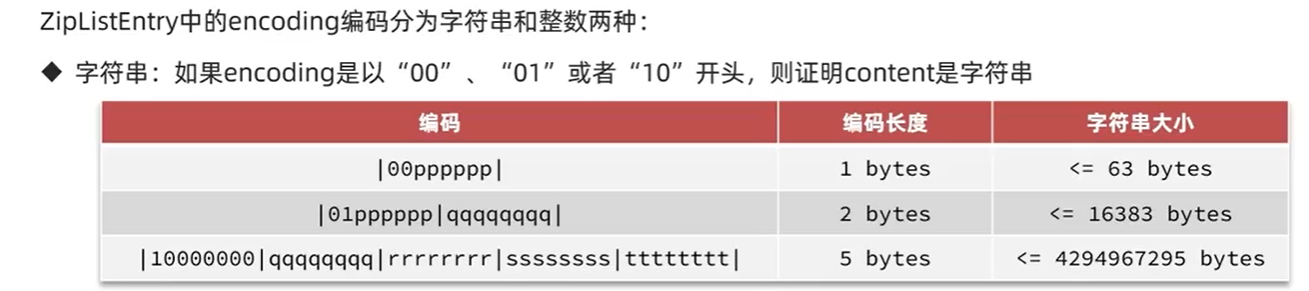 ZipListEntry中的encoding编码分为字符串和整数两种：
◆ 字符串：如果encoding是以“00”、“01”或者“10”开头，则证明content是字符串
编码 编码长度 字符串大小
|00pppppp| 1 bytes <= 63 bytes
|01pppppp|qqqqqqqq| 2 bytes <= 16383 bytes
|10000000|qqqqqqqq|rrrrrrrr|ssssssss|tttttttt| 5 bytes <= 4294967295 bytes